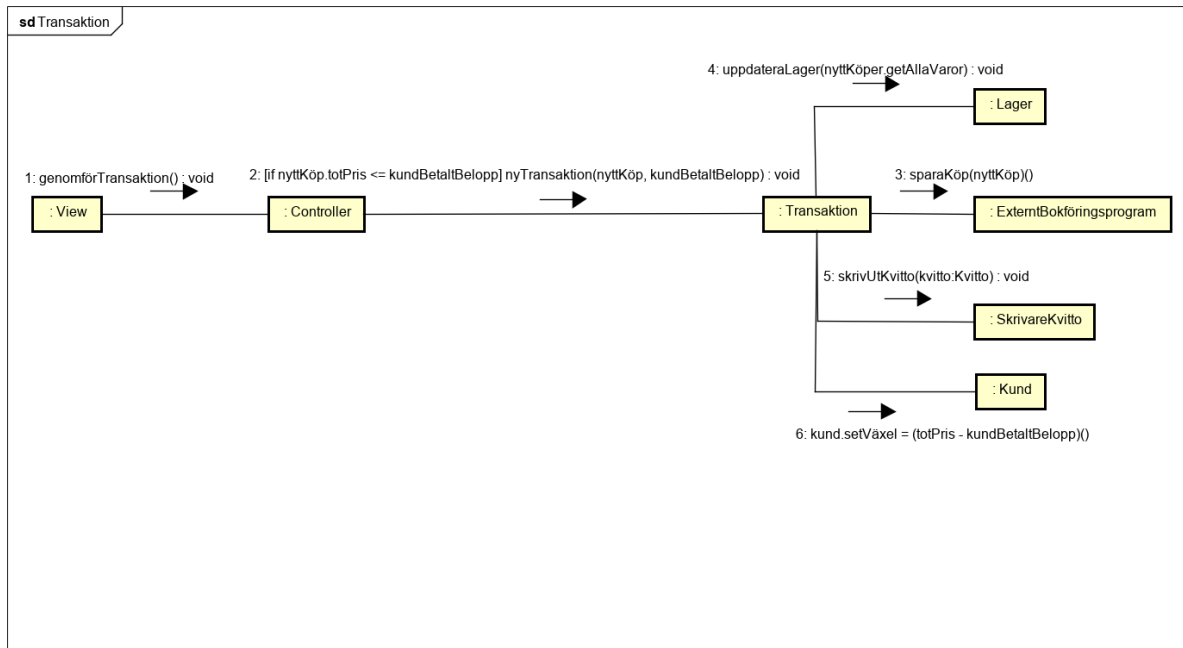 sd Transaktion
4: uppdateraLager(nyttKöper.getAllaVaror) : void
: Lager
1: genomförTransaktion() : void
2: [if nyttKöp.totPris <= kundBetaltBelopp] nyTransaktion(nyttKöp, kundBetaltBelopp) : void
3: sparaKöp(nyttKöp)()
: View
: Controller
: Transaktion
: ExterntBokföringsprogram
5: skrivUtKvitto(kvitto:Kvitto) : void
: SkrivareKvitto
: Kund
6: kund.setVäxel = (totPris - kundBetaltBelopp)()